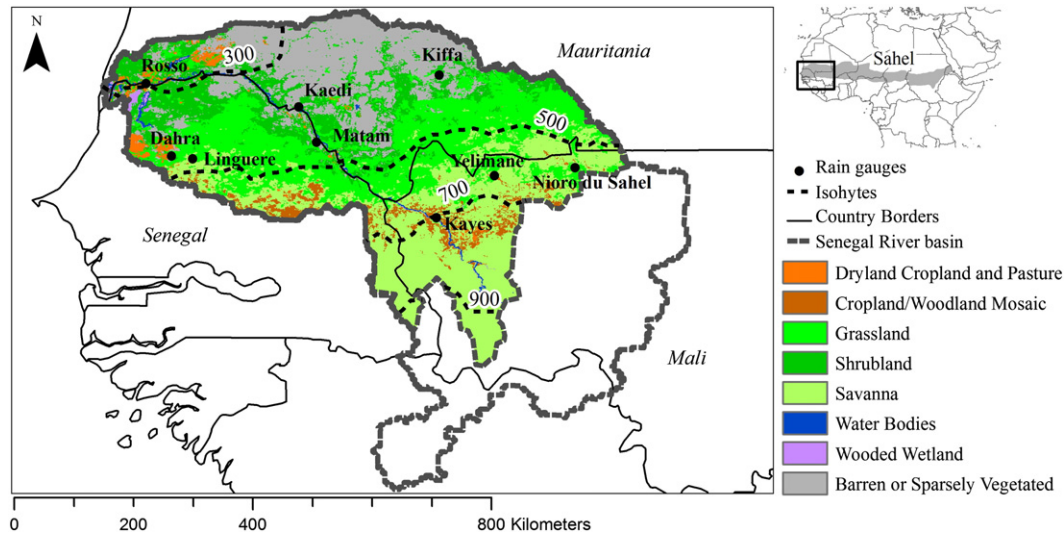 N
Mauritania
300
Kiffa
Rosso
Kaedi
Matam
500
Dahra
Linguere
Yelimane
Nioro du Sahel
700
Kayes
Senegal
900
Mali
0 200 400 800 Kilometers
Sahel
Rain gauges
Isohytes
Country Borders
Senegal River basin
Dryland Cropland and Pasture
Cropland/Woodland Mosaic
Grassland
Shrubland
Savanna
Water Bodies
Wooded Wetland
Barren or Sparsely Vegetated